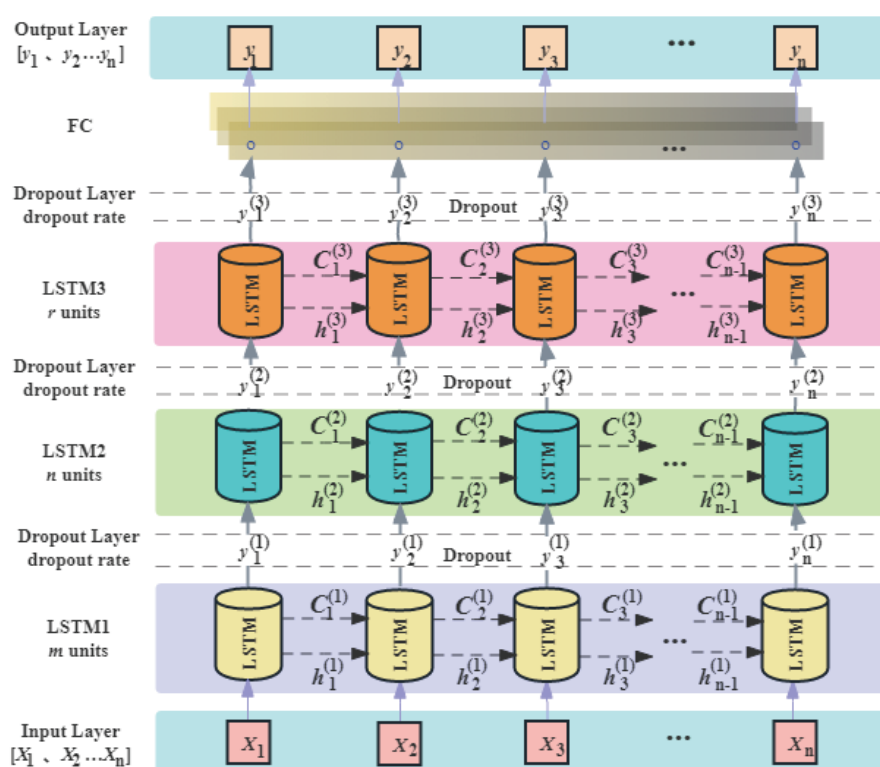 Output Layer
[y₁ 、 y₂ ...yₙ]
y₁ y₂ y₃ ... yₙ
FC
...
Dropout Layer
dropout rate
y₁⁽³⁾ y₂⁽³⁾ Dropout y₃⁽³⁾ yₙ⁽³⁾
LSTM3
r units
C₁⁽³⁾ C₂⁽³⁾ C₃⁽³⁾ Cₙ₋₁⁽³⁾
LSTM LSTM LSTM ... LSTM
h₁⁽³⁾ h₂⁽³⁾ h₃⁽³⁾ hₙ₋₁⁽³⁾
Dropout Layer
dropout rate
y₁⁽²⁾ y₂⁽²⁾ Dropout y₃⁽²⁾ yₙ⁽²⁾
LSTM2
n units
C₁⁽²⁾ C₂⁽²⁾ C₃⁽²⁾ Cₙ₋₁⁽²⁾
LSTM LSTM LSTM ... LSTM
h₁⁽²⁾ h₂⁽²⁾ h₃⁽²⁾ hₙ₋₁⁽²⁾
Dropout Layer
dropout rate
y₁⁽¹⁾ y₂⁽¹⁾ Dropout y₃⁽¹⁾ yₙ⁽¹⁾
LSTM1
m units
C₁⁽¹⁾ C₂⁽¹⁾ C₃⁽¹⁾ Cₙ₋₁⁽¹⁾
LSTM LSTM LSTM ... LSTM
h₁⁽¹⁾ h₂⁽¹⁾ h₃⁽¹⁾ hₙ₋₁⁽¹⁾
Input Layer
[X₁ 、 X₂ ...Xₙ]
X₁ X₂ X₃ ... Xₙ